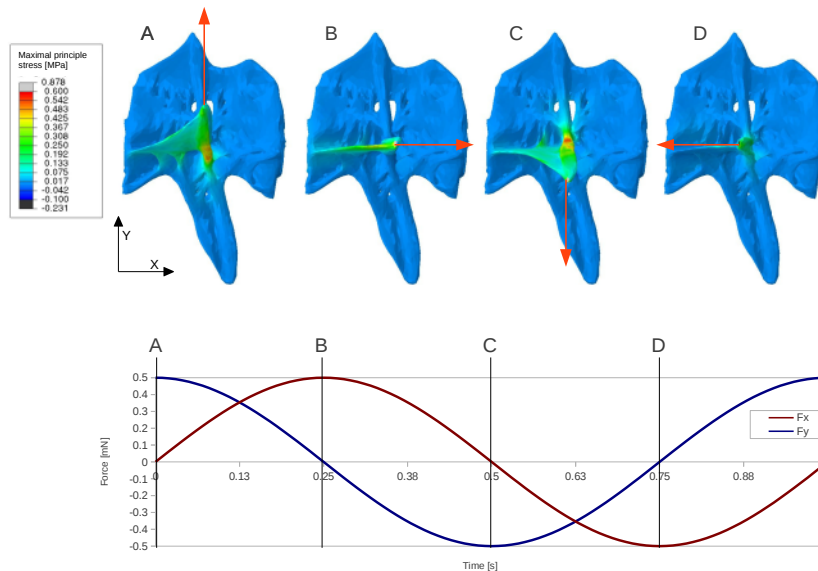 A B C D
Maximal principle
stress [MPa]
0.878
0.600
0.542
0.483
0.425
0.367
0.308
0.250
0.192
0.133
0.075
0.017
-0.042
-0.100
-0.231
Y
X
A B C D
0.5
0.4
0.3
0.2
0.1
0
-0.1
-0.2
-0.3
-0.4
-0.5
0 0.13 0.25 0.38 0.5 0.63 0.75 0.88
Force [mN]
Time [s]
Fx
Fy